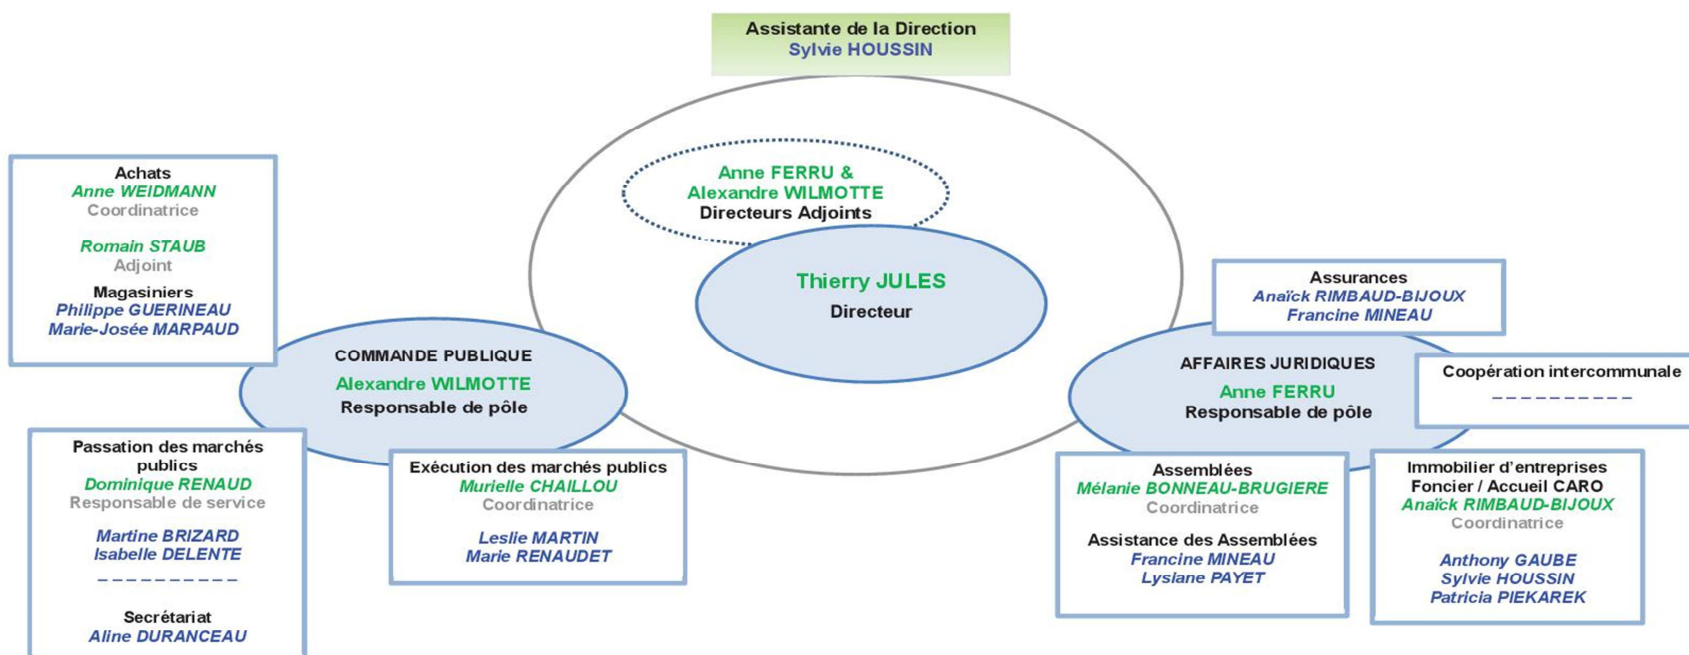 Assistante de la Direction
Sylvie HOUSSIN
Anne FERRU &
Alexandre WILMOTTE
Directeurs Adjoints
Thierry JULES
Directeur
Achats
Anne WEIDMANN
Coordinatrice
Romain STAUB
Adjoint
Magasiniers
Philippe GUERINEAU
Marie-Josée MARPAUD
COMMANDE PUBLIQUE
Alexandre WILMOTTE
Responsable de pôle
Passation des marchés
publics
Dominique RENAUD
Responsable de service
Martine BRIZARD
Isabelle DELENTE
_ _ _ _ _ _ _ _ _ _
Secrétariat
Aline DURANCEAU
Exécution des marchés publics
Murielle CHAILLOU
Coordinatrice
Leslie MARTIN
Marie RENAUDET
Assurances
Anaïck RIMBAUD-BIJOUX
Francine MINEAU
AFFAIRES JURIDIQUES
Anne FERRU
Responsable de pôle
Coopération intercommunale
_ _ _ _ _ _ _ _ _ _
Assemblées
Mélanie BONNEAU-BRUGIERE
Coordinatrice
Assistance des Assemblées
Francine MINEAU
Lysiane PAYET
Immobilier d'entreprises
Foncier / Accueil CARO
Anaïck RIMBAUD-BIJOUX
Coordinatrice
Anthony GAUBE
Sylvie HOUSSIN
Patricia PIEKAREK